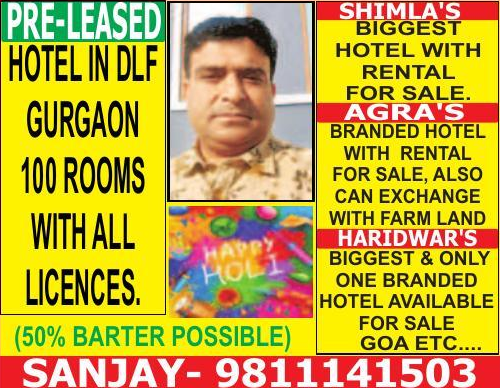 PRE-LEASED
HOTEL IN DLF
GURGAON
100 ROOMS
WITH ALL
LICENCES.
(50% BARTER POSSIBLE)
HAPPY
HOLI
SHIMLA'S
BIGGEST
HOTEL WITH
RENTAL
FOR SALE.
AGRA'S
BRANDED HOTEL
WITH RENTAL
FOR SALE, ALSO
CAN EXCHANGE
WITH FARM LAND
HARIDWAR'S
BIGGEST & ONLY
ONE BRANDED
HOTEL AVAILABLE
FOR SALE
GOA ETC....
SANJAY- 9811141503